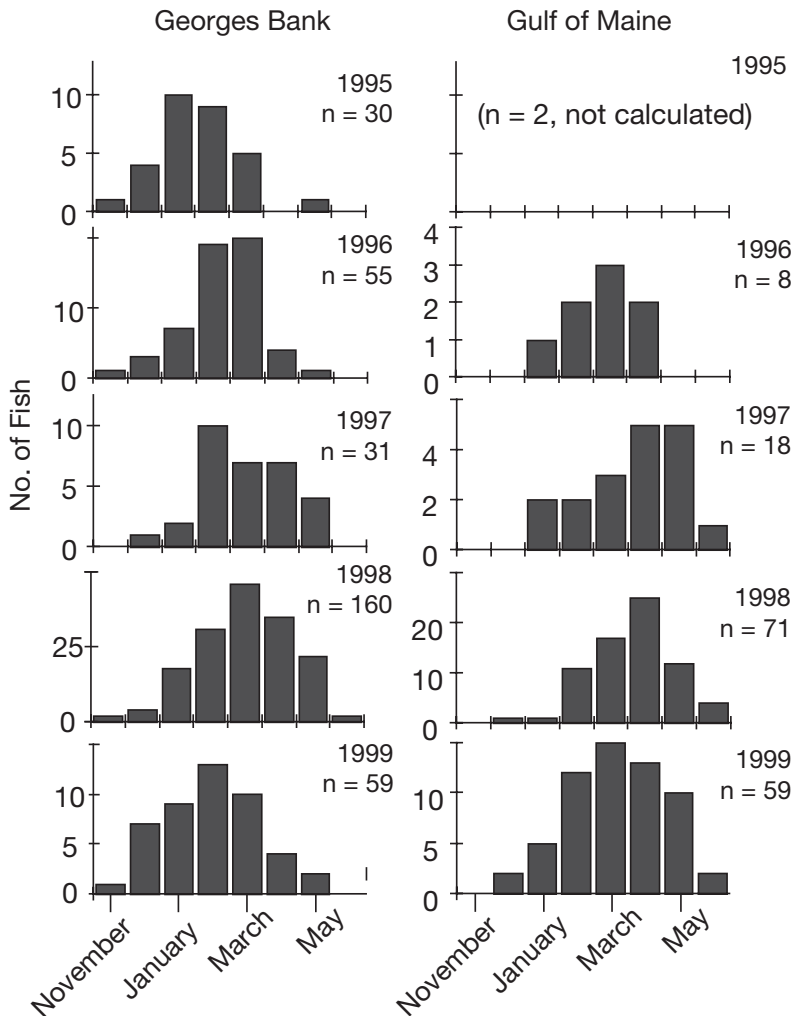 Georges Bank
Gulf of Maine
No. of Fish
1995
n = 30
10
5
0
1995
(n = 2, not calculated)
1996
n = 55
10
0
1996
n = 8
4
3
2
1
0
1997
n = 31
10
5
0
1997
n = 18
4
2
0
1998
n = 160
25
0
1998
n = 71
20
10
0
1999
n = 59
10
5
0
1999
n = 59
10
5
0
November
January
March
May
November
January
March
May